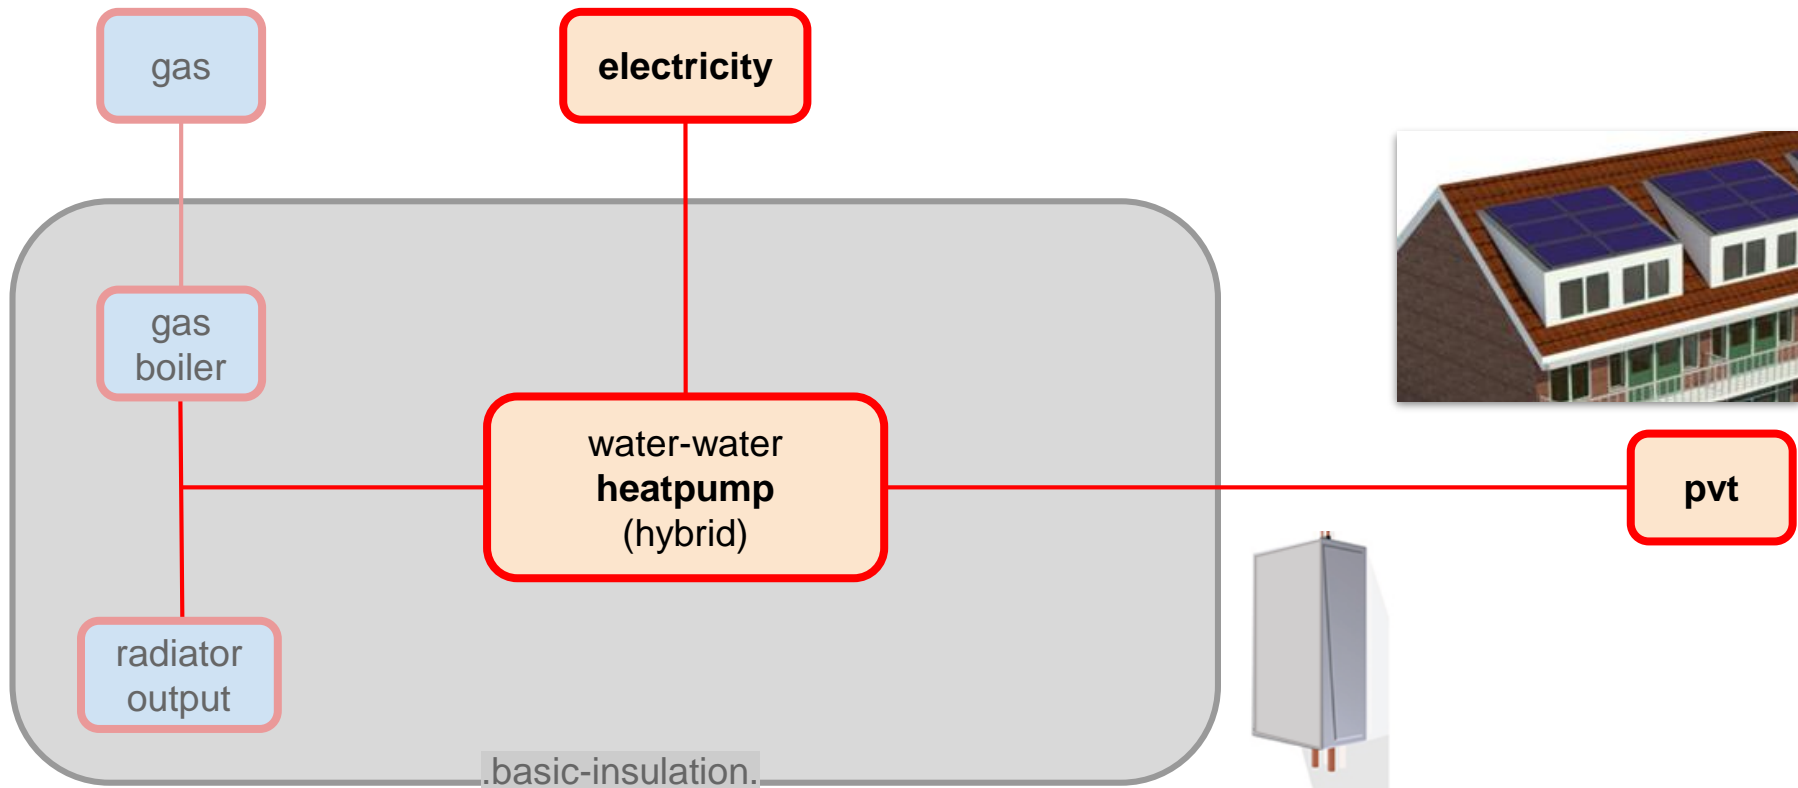 gas
electricity
gas
boiler
water-water
heatpump
(hybrid)
pvt
radiator
output
.basic-insulation.